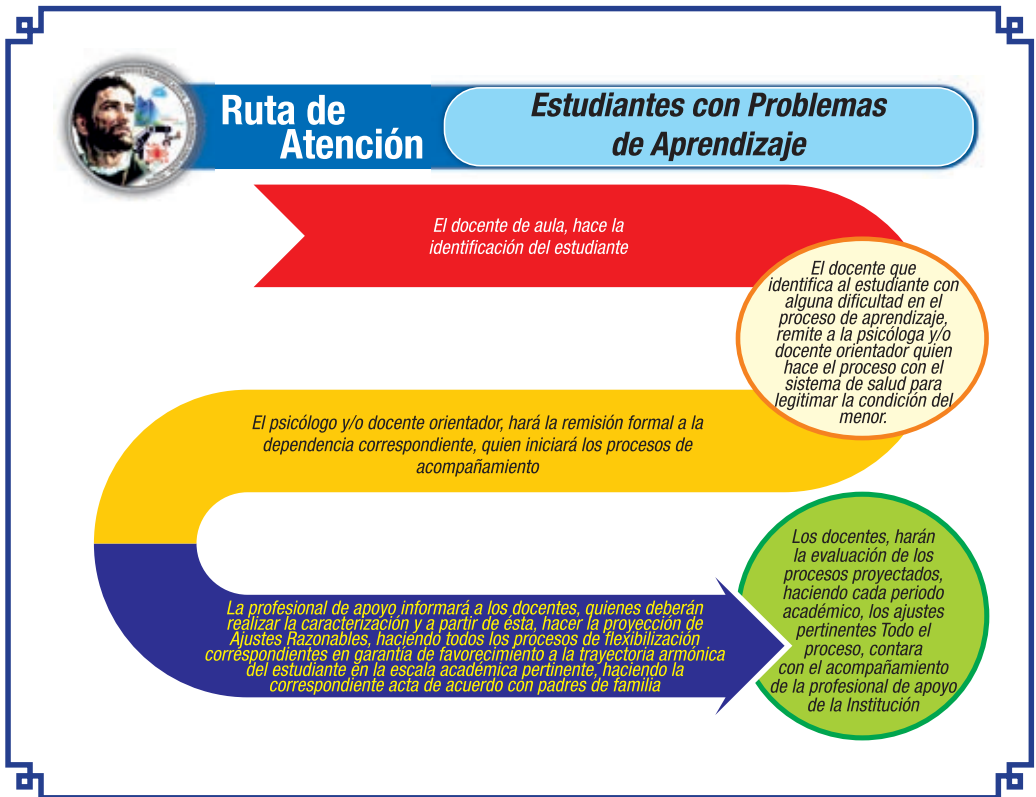 Ruta de
Atención
Estudiantes con Problemas
de Aprendizaje
El docente de aula, hace la
identificación del estudiante
El docente que
identifica al estudiante con
alguna dificultad en el
proceso de aprendizaje,
remite a la psicóloga y/o
docente orientador quien
hace el proceso con el
sistema de salud para
legitimar la condición del
menor.
El psicólogo y/o docente orientador, hará la remisión formal a la
dependencia correspondiente, quien iniciará los procesos de
acompañamiento
La profesional de apoyo informará a los docentes, quienes deberán
realizar la caracterización y a partir de ésta, hacer la proyección de
Ajustes Razonables, haciendo todos los procesos de flexibilización
correspondientes en garantía de favorecimiento a la trayectoria armónica
del estudiante en la escala académica pertinente, haciendo la
correspondiente acta de acuerdo con padres de familia
Los docentes, harán
la evaluación de los
procesos proyectados,
haciendo cada periodo
académico, los ajustes
pertinentes Todo el
proceso, contara
con el acompañamiento
de la profesional de apoyo
de la Institución